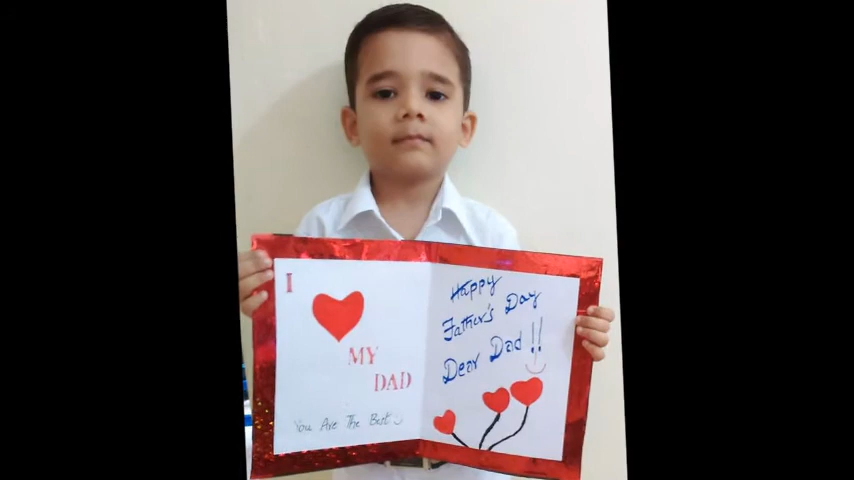 I
MY
DAD
You Are The Best
Happy
Father's Day
Dear Dad !!